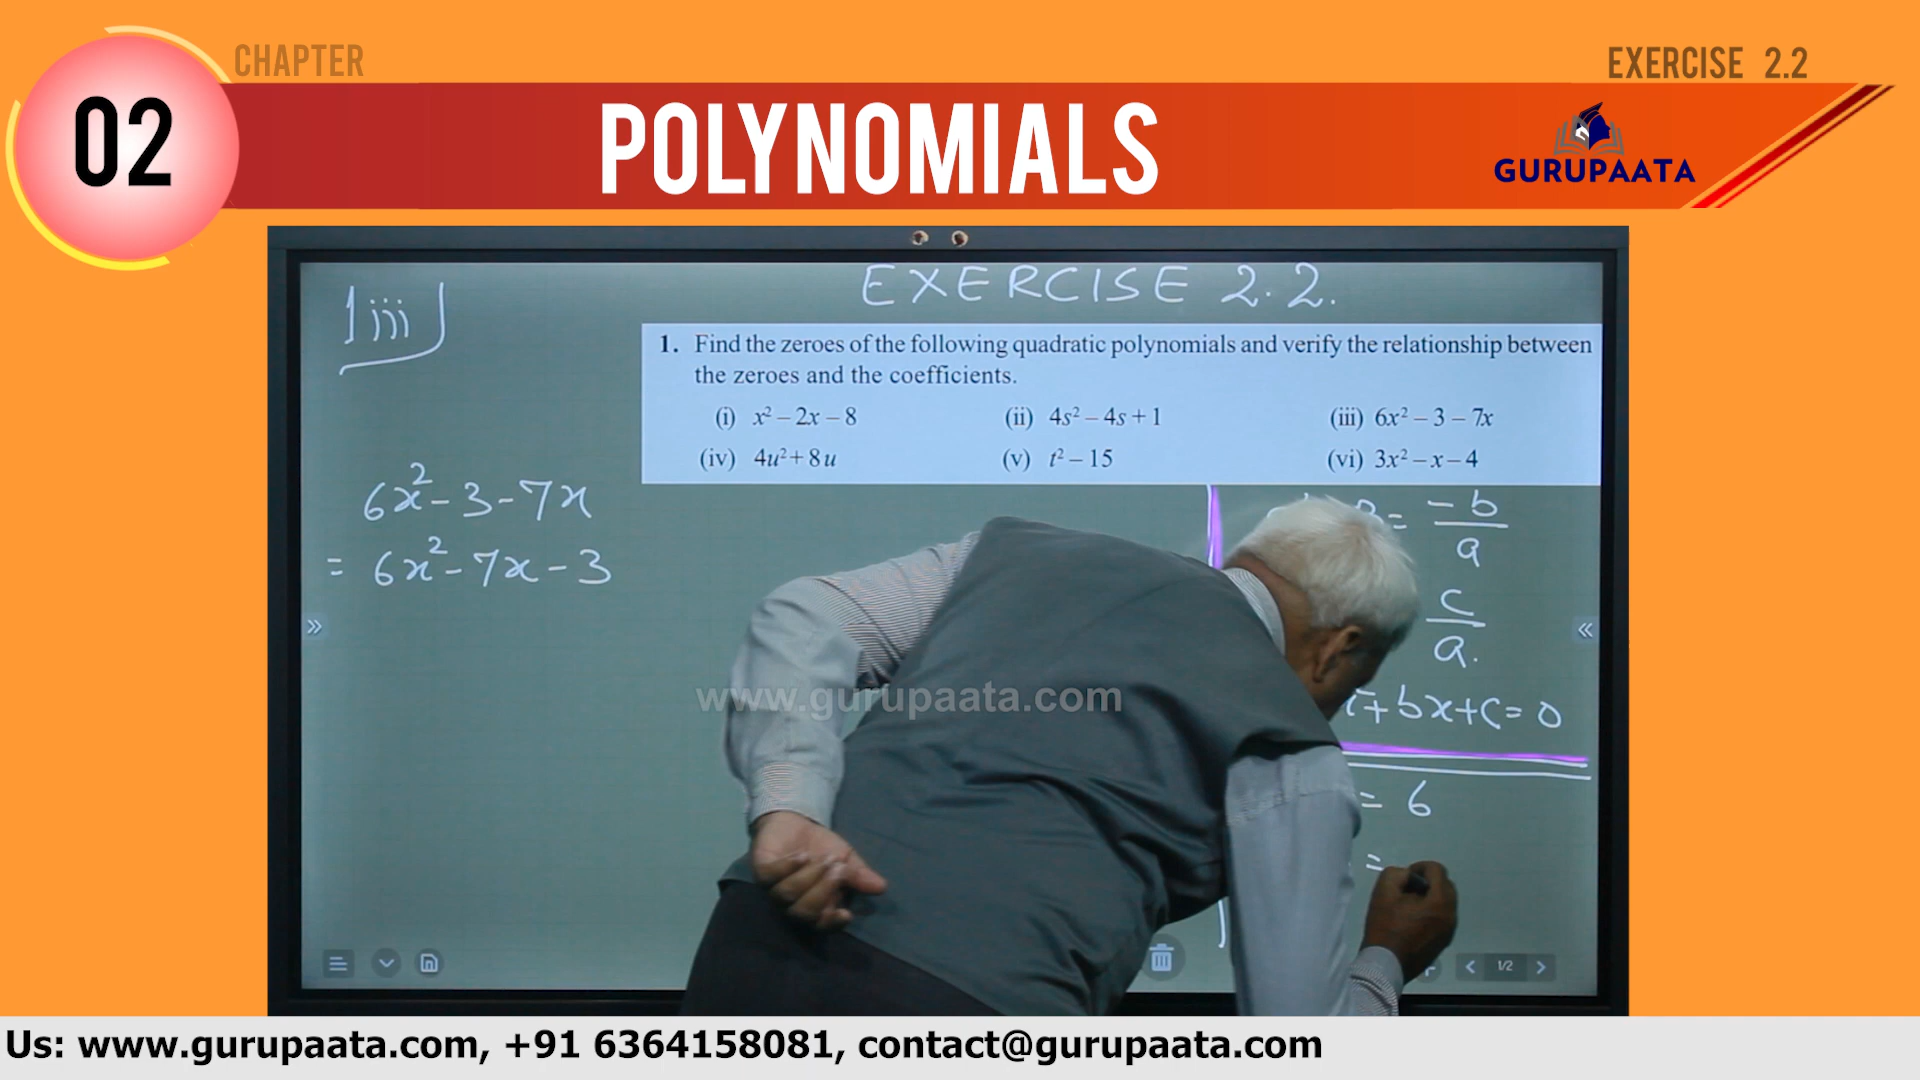 CHAPTER
EXERCISE 2.2
02
POLYNOMIALS
GURUPAATA
1 iii)
EXERCISE 2.2.
1. Find the zeroes of the following quadratic polynomials and verify the relationship between
the zeroes and the coefficients.
(i) x² – 2x – 8 (ii) 4s² – 4s + 1 (iii) 6x² – 3 – 7x
(iv) 4u² + 8u (v) t² – 15 (vi) 3x² – x – 4
6x² - 3 - 7x
= 6x² - 7x - 3
= -b/a
c/a.
+bx+c=0
= 6
=
www.gurupaata.com
1/2
Us: www.gurupaata.com, +91 6364158081, contact@gurupaata.com